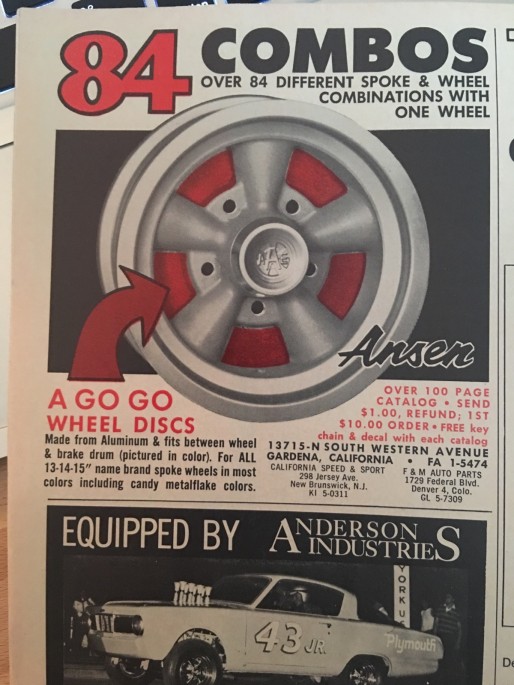 84 COMBOS
OVER 84 DIFFERENT SPOKE & WHEEL
COMBINATIONS WITH
ONE WHEEL
Ansen
A GO GO
WHEEL DISCS
Made from Aluminum & fits between wheel
& brake drum (pictured in color). For ALL
13-14-15" name brand spoke wheels in most
colors including candy metalflake colors.
OVER 100 PAGE
CATALOG • SEND
$1.00, REFUND; 1ST
$10.00 ORDER • FREE key
chain & decal with each catalog
13715-N SOUTH WESTERN AVENUE
GARDENA, CALIFORNIA • FA 1-5474
CALIFORNIA SPEED & SPORT
298 Jersey Ave.
New Brunswick, N.J.
KI 5-0311
F & M AUTO PARTS
1729 Federal Blvd.
Denver 4, Colo.
GL 5-7309
EQUIPPED BY ANDERSON
INDUSTRIES
YORK U
43 JR.
Plymouth